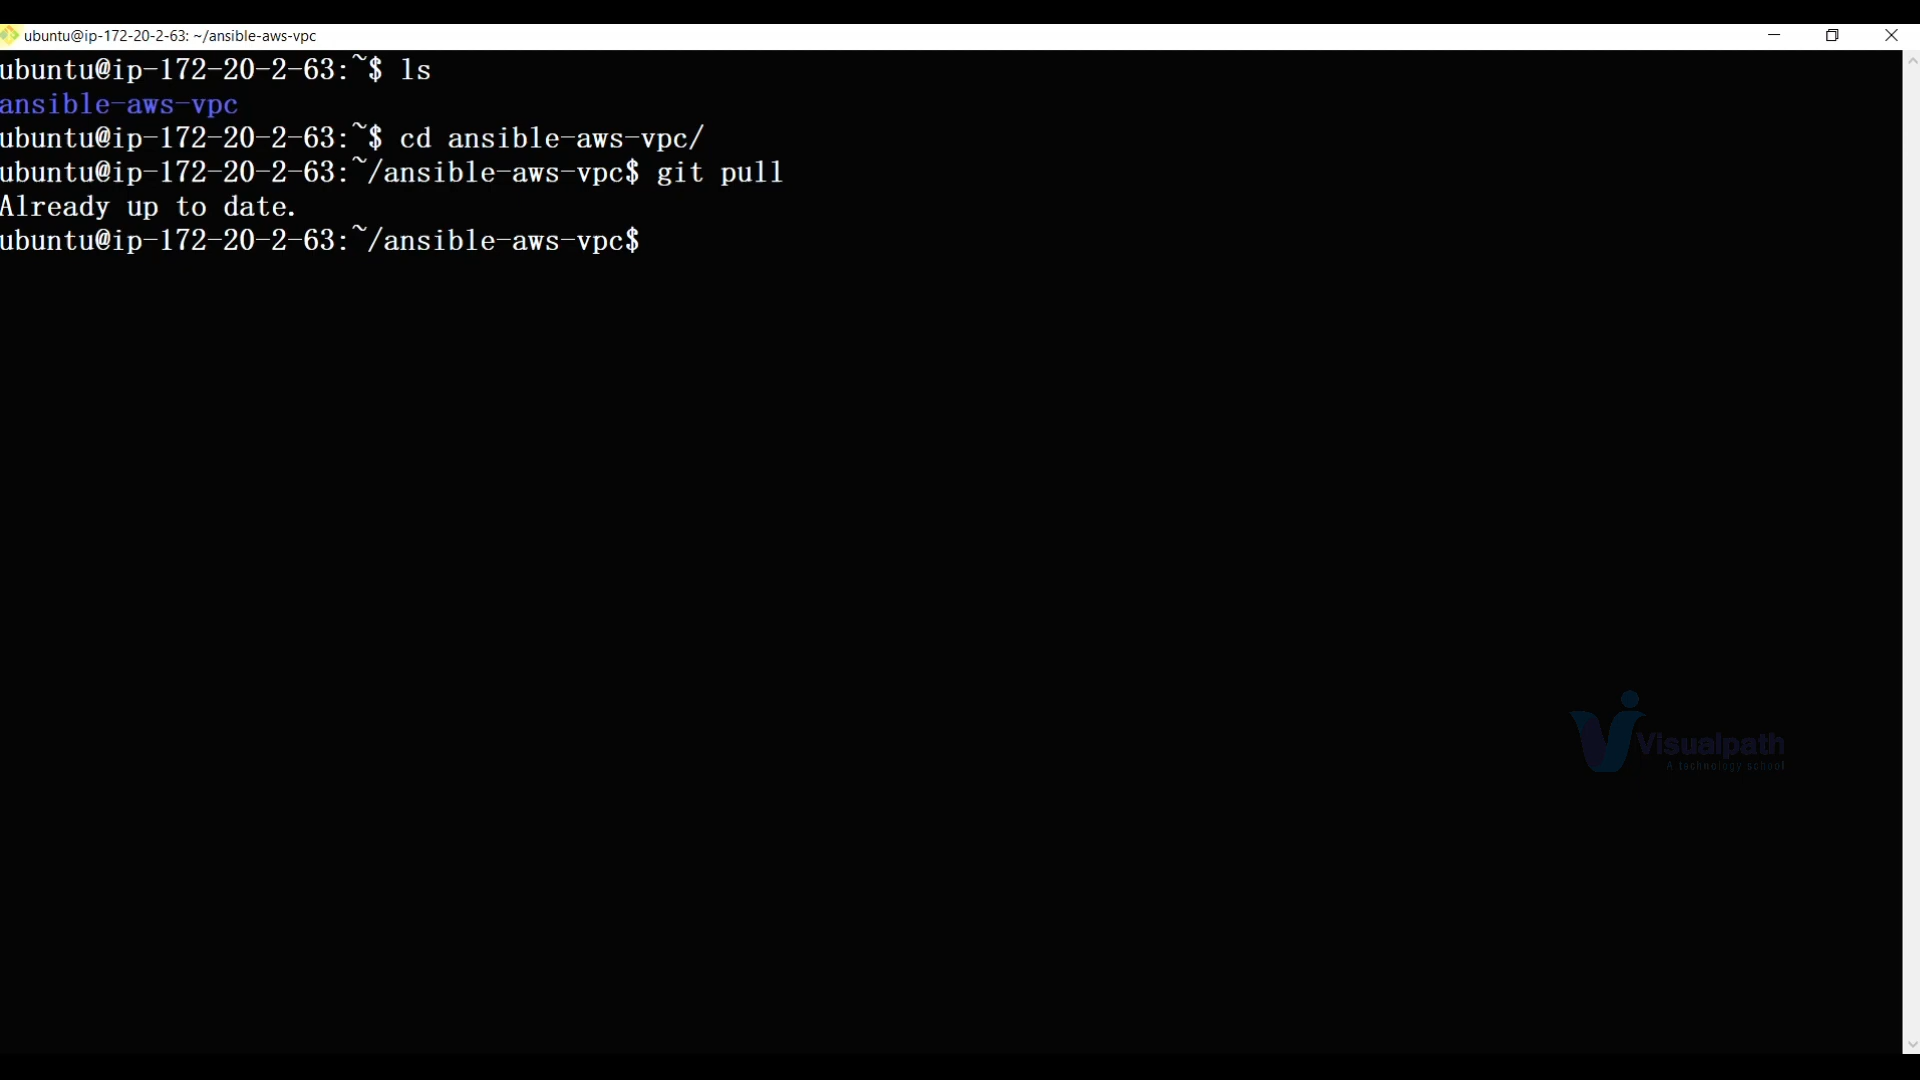 ubuntu@ip-172-20-2-63: ~/ansible-aws-vpc
ubuntu@ip-172-20-2-63:~$ ls
ansible-aws-vpc
ubuntu@ip-172-20-2-63:~$ cd ansible-aws-vpc/
ubuntu@ip-172-20-2-63:~/ansible-aws-vpc$ git pull
Already up to date.
ubuntu@ip-172-20-2-63:~/ansible-aws-vpc$
Visualpath
A technology school